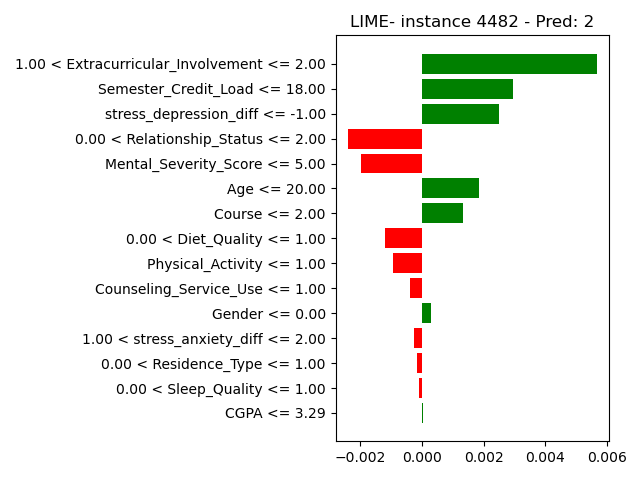 LIME- instance 4482 - Pred: 2
1.00 < Extracurricular_Involvement <= 2.00
Semester_Credit_Load <= 18.00
stress_depression_diff <= -1.00
0.00 < Relationship_Status <= 2.00
Mental_Severity_Score <= 5.00
Age <= 20.00
Course <= 2.00
0.00 < Diet_Quality <= 1.00
Physical_Activity <= 1.00
Counseling_Service_Use <= 1.00
Gender <= 0.00
1.00 < stress_anxiety_diff <= 2.00
0.00 < Residence_Type <= 1.00
0.00 < Sleep_Quality <= 1.00
CGPA <= 3.29
−0.002 0.000 0.002 0.004 0.006